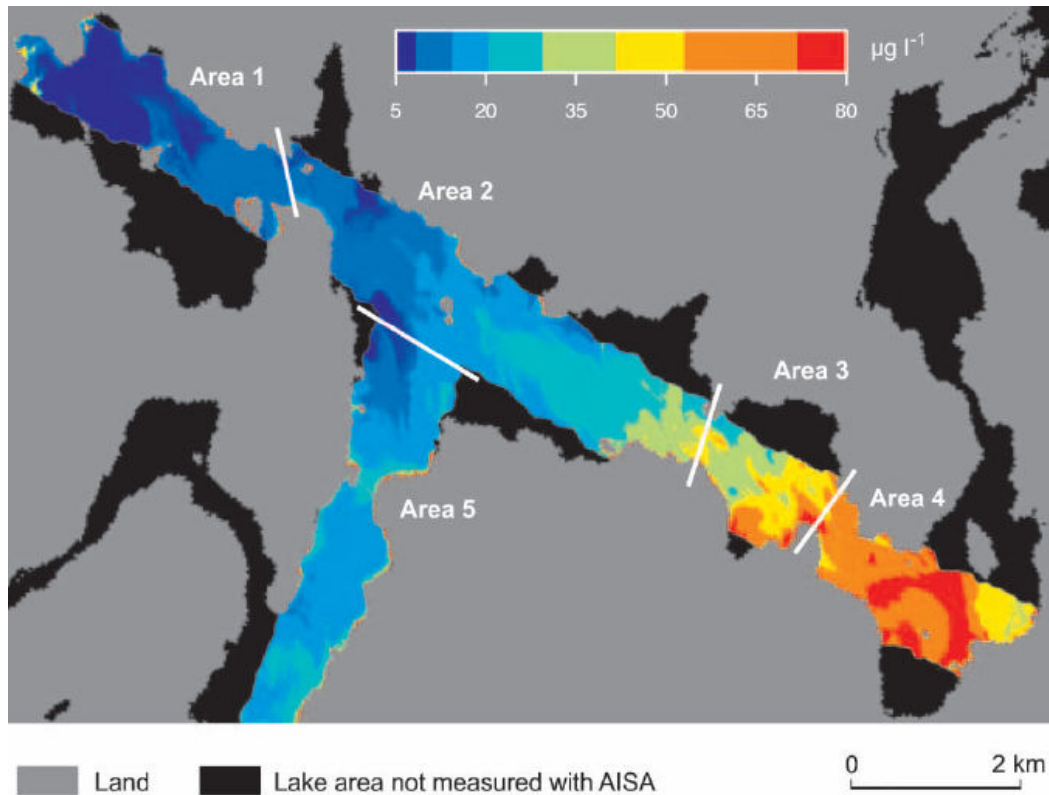 Area 1
µg l-1
5 20 35 65 80
Area 2
Area 3
Area 4
Area 5
Land
Lake area not measured with AISA
0 2 km